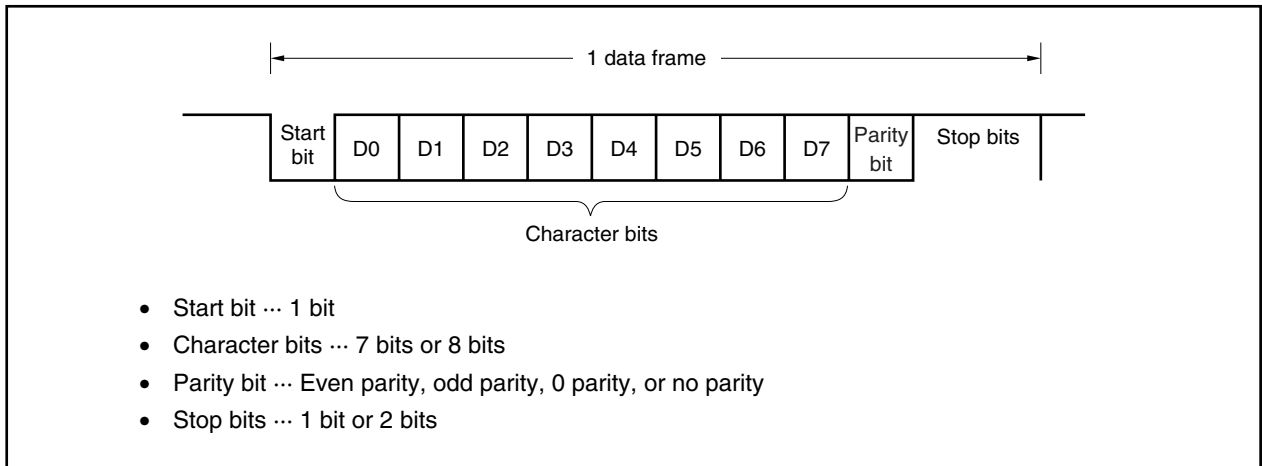 1 data frame
Start bit D0 D1 D2 D3 D4 D5 D6 D7 Parity bit Stop bits
Character bits
• Start bit ··· 1 bit
• Character bits ··· 7 bits or 8 bits
• Parity bit ··· Even parity, odd parity, 0 parity, or no parity
• Stop bits ··· 1 bit or 2 bits